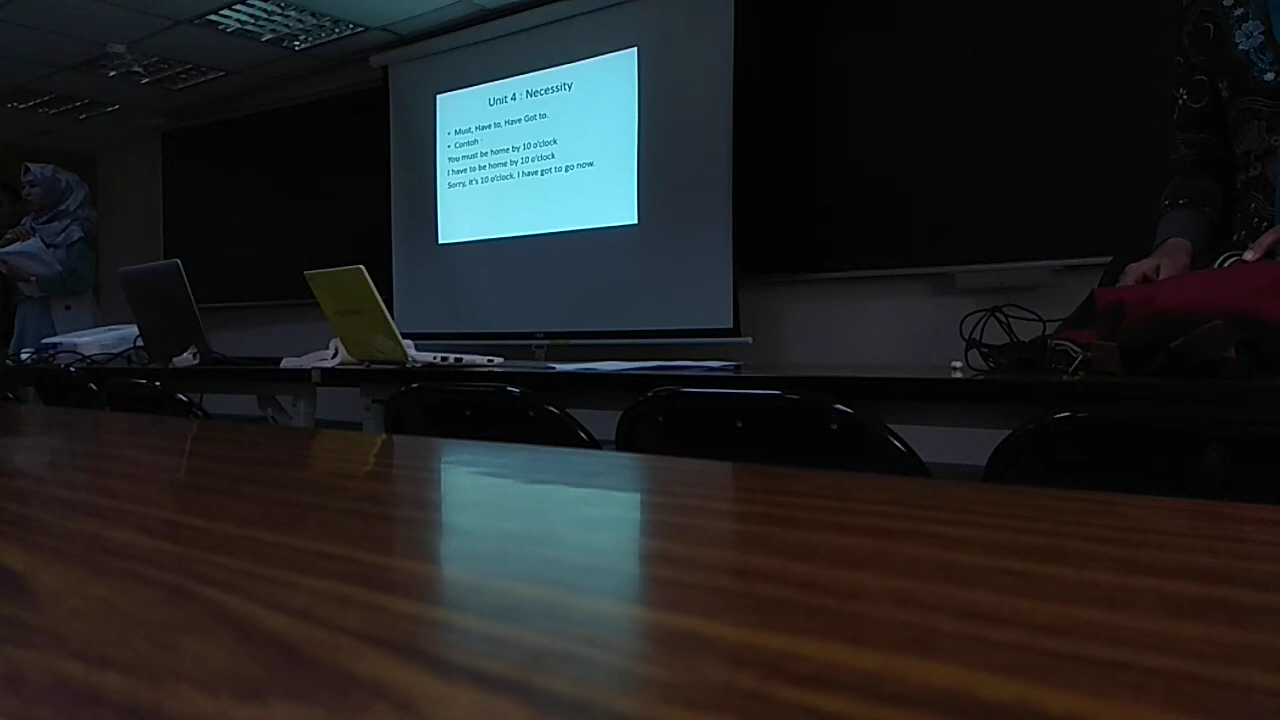 Unit 4 : Necessity
• Must, Have to, Have Got to.
• Contoh :
You must be home by 10 o'clock
I have to be home by 10 o'clock
Sorry, it's 10 o'clock. I have got to go now.